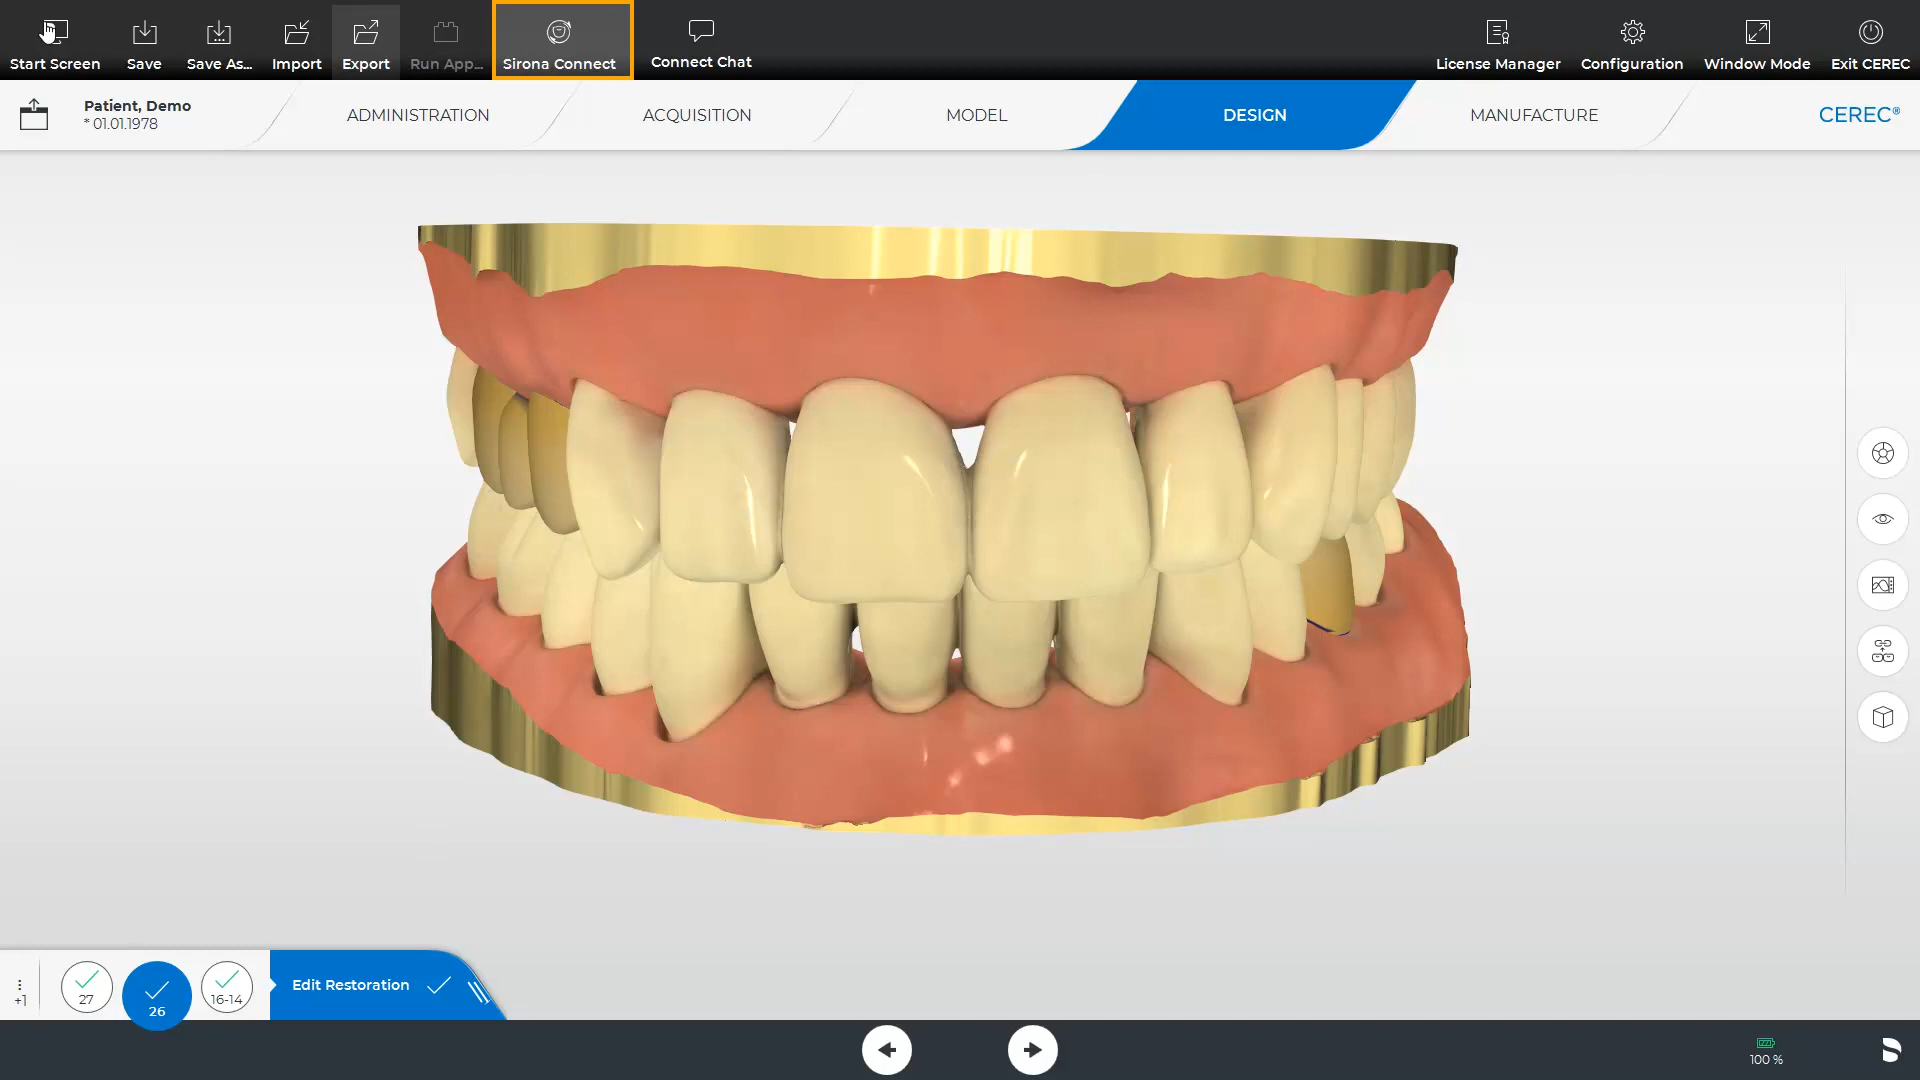 Start Screen
Save
Save As...
Import
Export
Run App...
Sirona Connect
Connect Chat
License Manager
Configuration
Window Mode
Exit CEREC
Patient, Demo
* 01.01.1978
ADMINISTRATION
ACQUISITION
MODEL
DESIGN
MANUFACTURE
CEREC®
+1
27
26
16-14
Edit Restoration
100 %